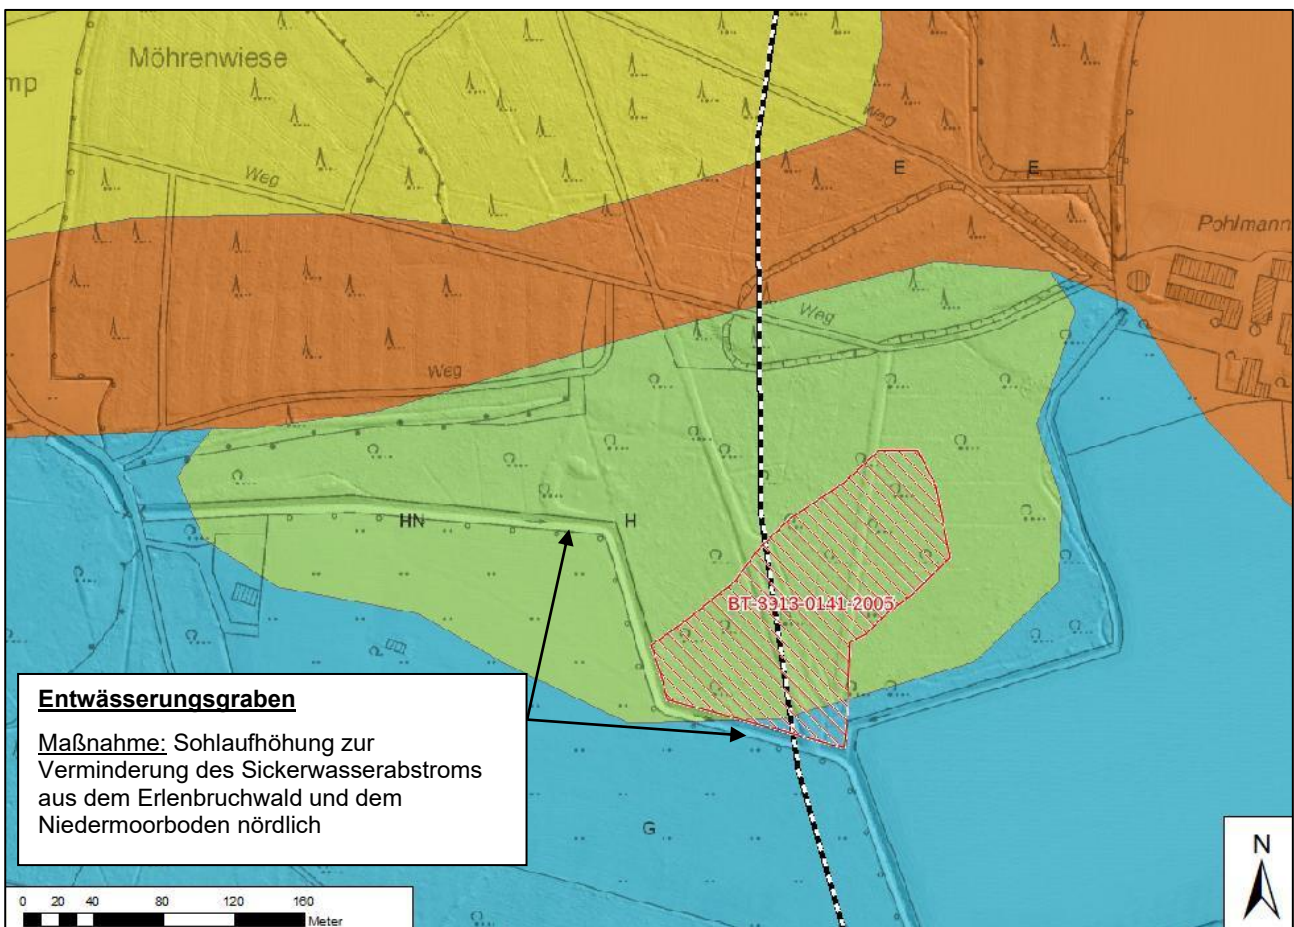 Möhrenwiese
mp
Weg
Weg
E
E
Pohlmann
Weg
Weg
HN
H
BT-3913-0141-2005
Entwässerungsgraben
Maßnahme: Sohlaufhöhung zur
Verminderung des Sickerwasserabstroms
aus dem Erlenbruchwald und dem
Niedermoorboden nördlich
G
N
0 20 40 80 120 160
Meter